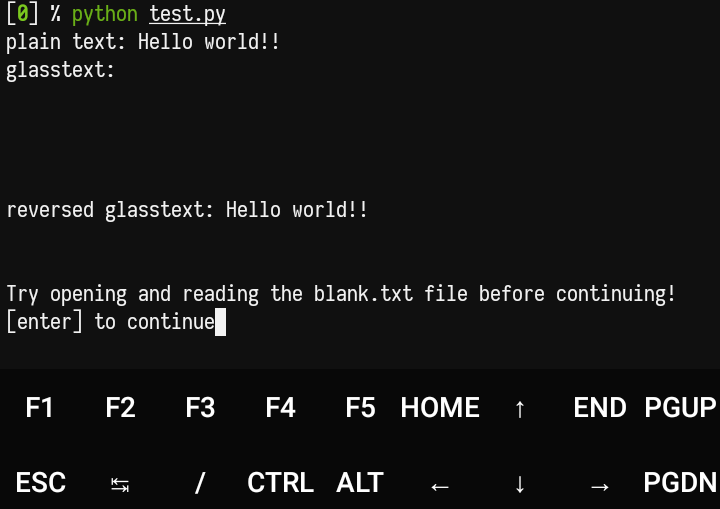 [0] % python test.py
plain text: Hello world!!
glasstext:
reversed glasstext: Hello world!!
Try opening and reading the blank.txt file before continuing!
[enter] to continue
F1 F2 F3 F4 F5 HOME ↑ END PGUP
ESC ↹ / CTRL ALT ← ↓ → PGDN